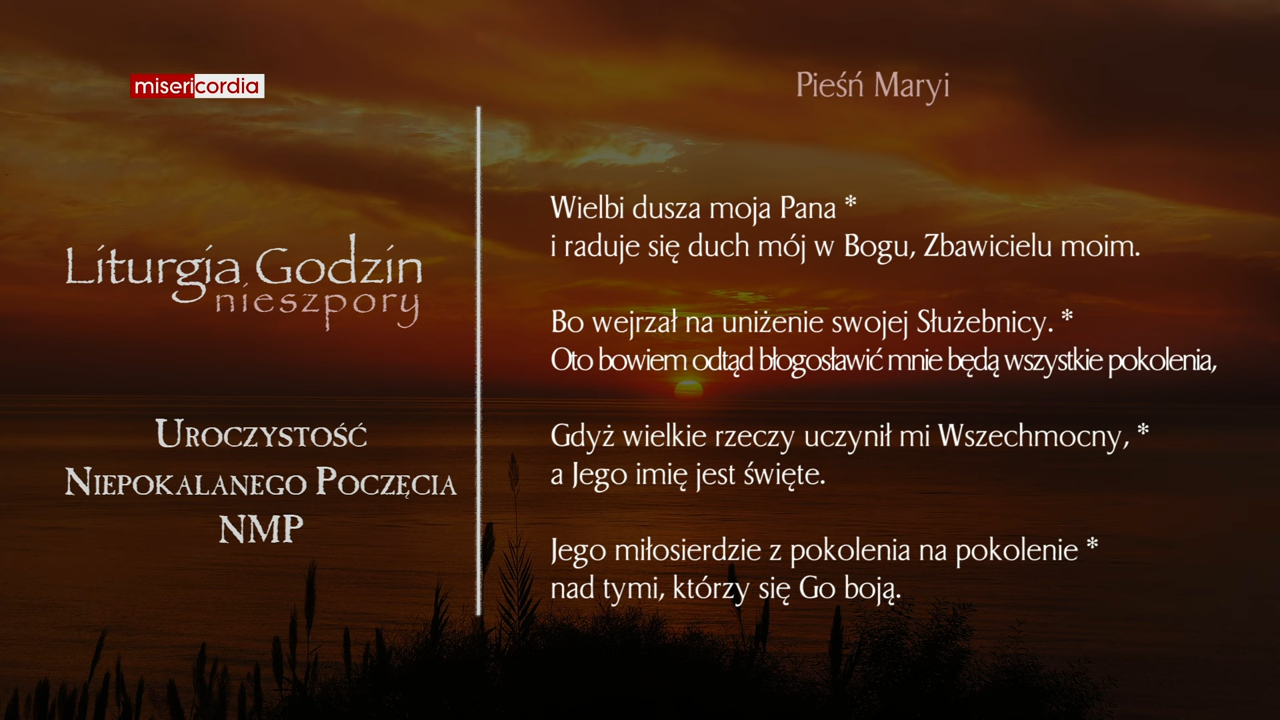 misericordia
Liturgia Godzin
nieszpory
Uroczystość
Niepokalanego Poczęcia
NMP
Pieśń Maryi
Wielbi dusza moja Pana *
i raduje się duch mój w Bogu, Zbawicielu moim.
Bo wejrzał na uniżenie swojej Służebnicy. *
Oto bowiem odtąd błogosławić mnie będą wszystkie pokolenia,
Gdyż wielkie rzeczy uczynił mi Wszechmocny, *
a Jego imię jest święte.
Jego miłosierdzie z pokolenia na pokolenie *
nad tymi, którzy się Go boją.